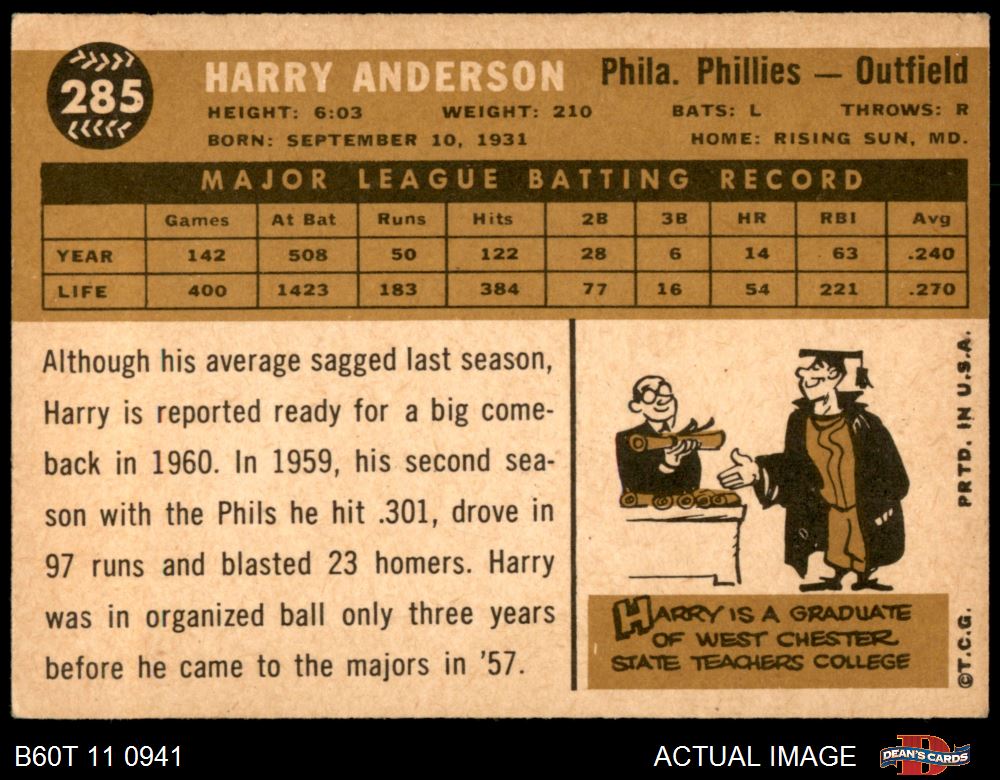 285
HARRY ANDERSON Phila. Phillies — Outfield
HEIGHT: 6:03 WEIGHT: 210 BATS: L THROWS: R
BORN: SEPTEMBER 10, 1931 HOME: RISING SUN, MD.
MAJOR LEAGUE BATTING RECORD
Games At Bat Runs Hits 2B 3B HR RBI Avg
YEAR 142 508 50 122 28 6 14 63 .240
LIFE 400 1423 183 384 77 16 54 221 .270
Although his average sagged last season,
Harry is reported ready for a big come-
back in 1960. In 1959, his second sea-
son with the Phils he hit .301, drove in
97 runs and blasted 23 homers. Harry
was in organized ball only three years
before he came to the majors in '57.
HARRY IS A GRADUATE
OF WEST CHESTER
STATE TEACHERS COLLEGE
©T.C.G. PRTD. IN U.S.A.
B60T 11 0941 ACTUAL IMAGE DEAN'S CARDS